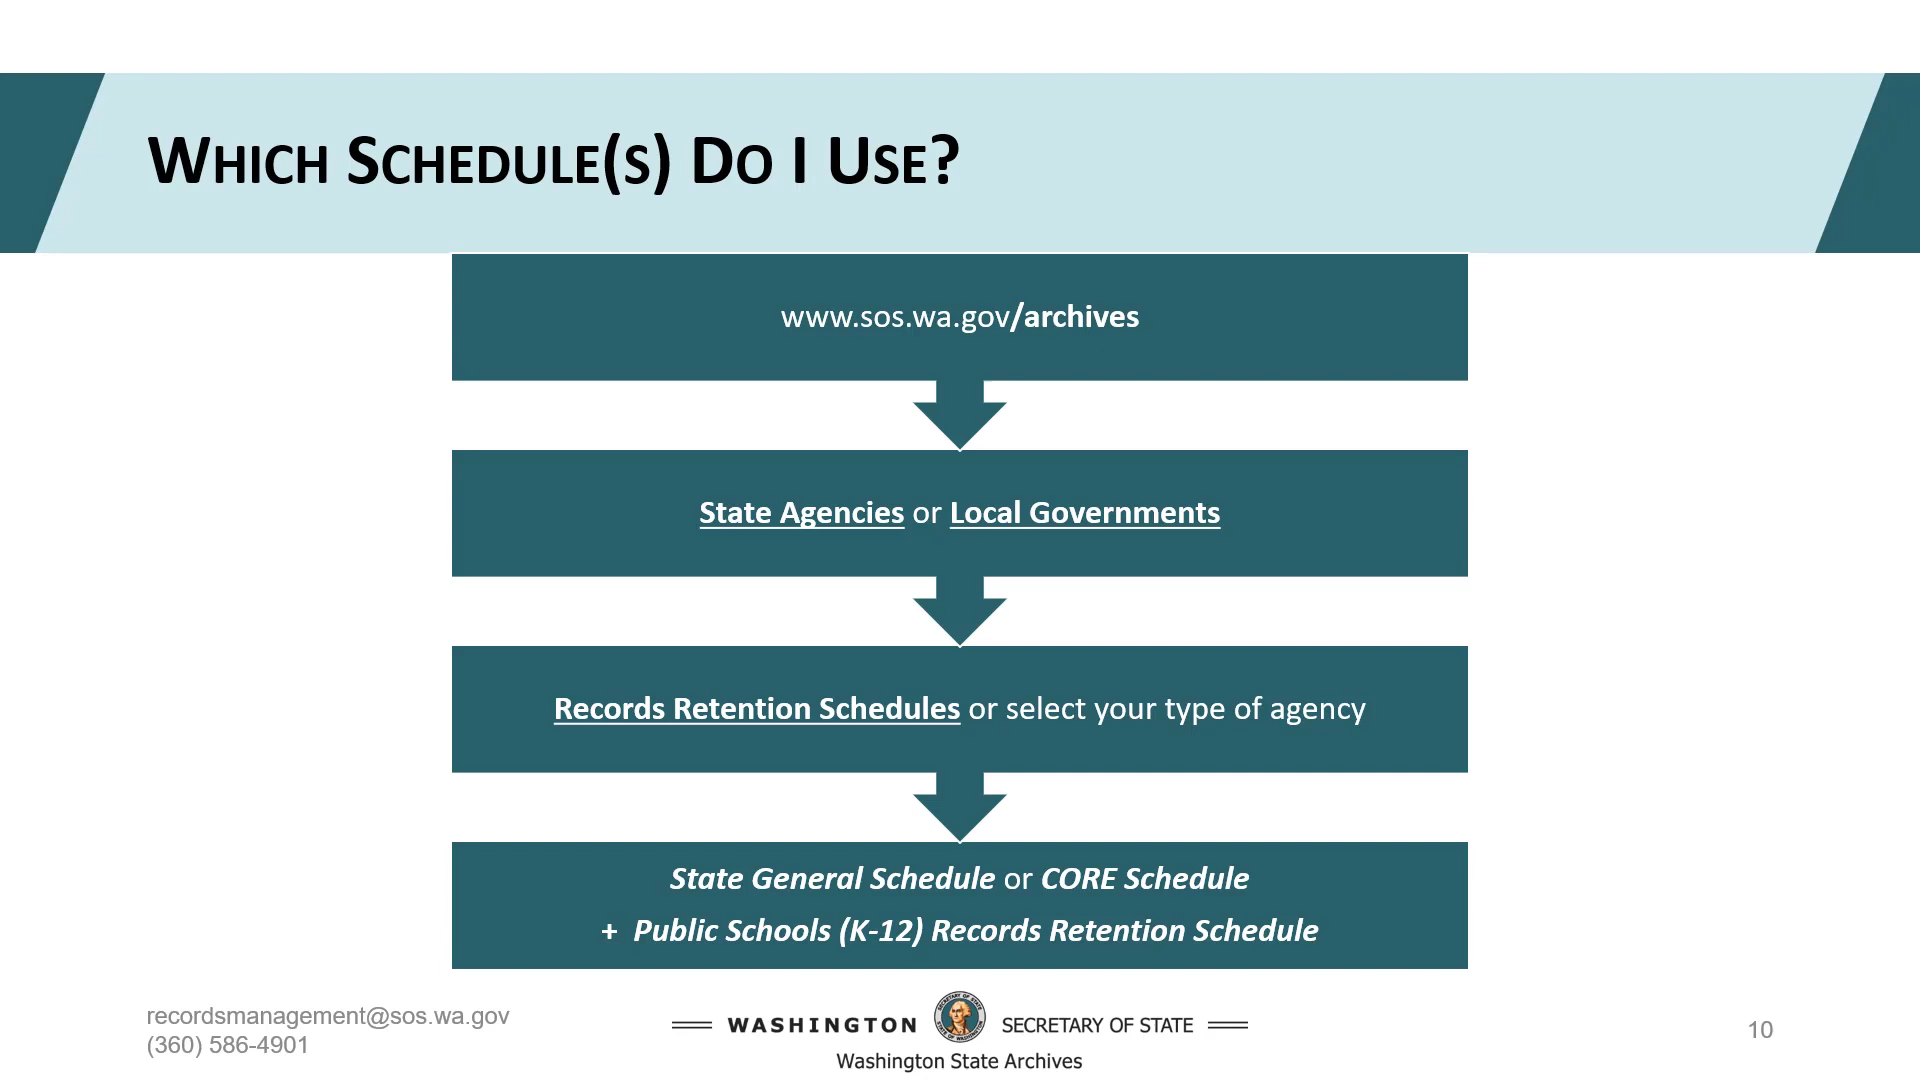 WHICH SCHEDULE(S) DO I USE?
www.sos.wa.gov/archives
State Agencies or Local Governments
Records Retention Schedules or select your type of agency
State General Schedule or CORE Schedule
+ Public Schools (K-12) Records Retention Schedule
recordsmanagement@sos.wa.gov
(360) 586-4901
WASHINGTON SECRETARY OF STATE
Washington State Archives
10